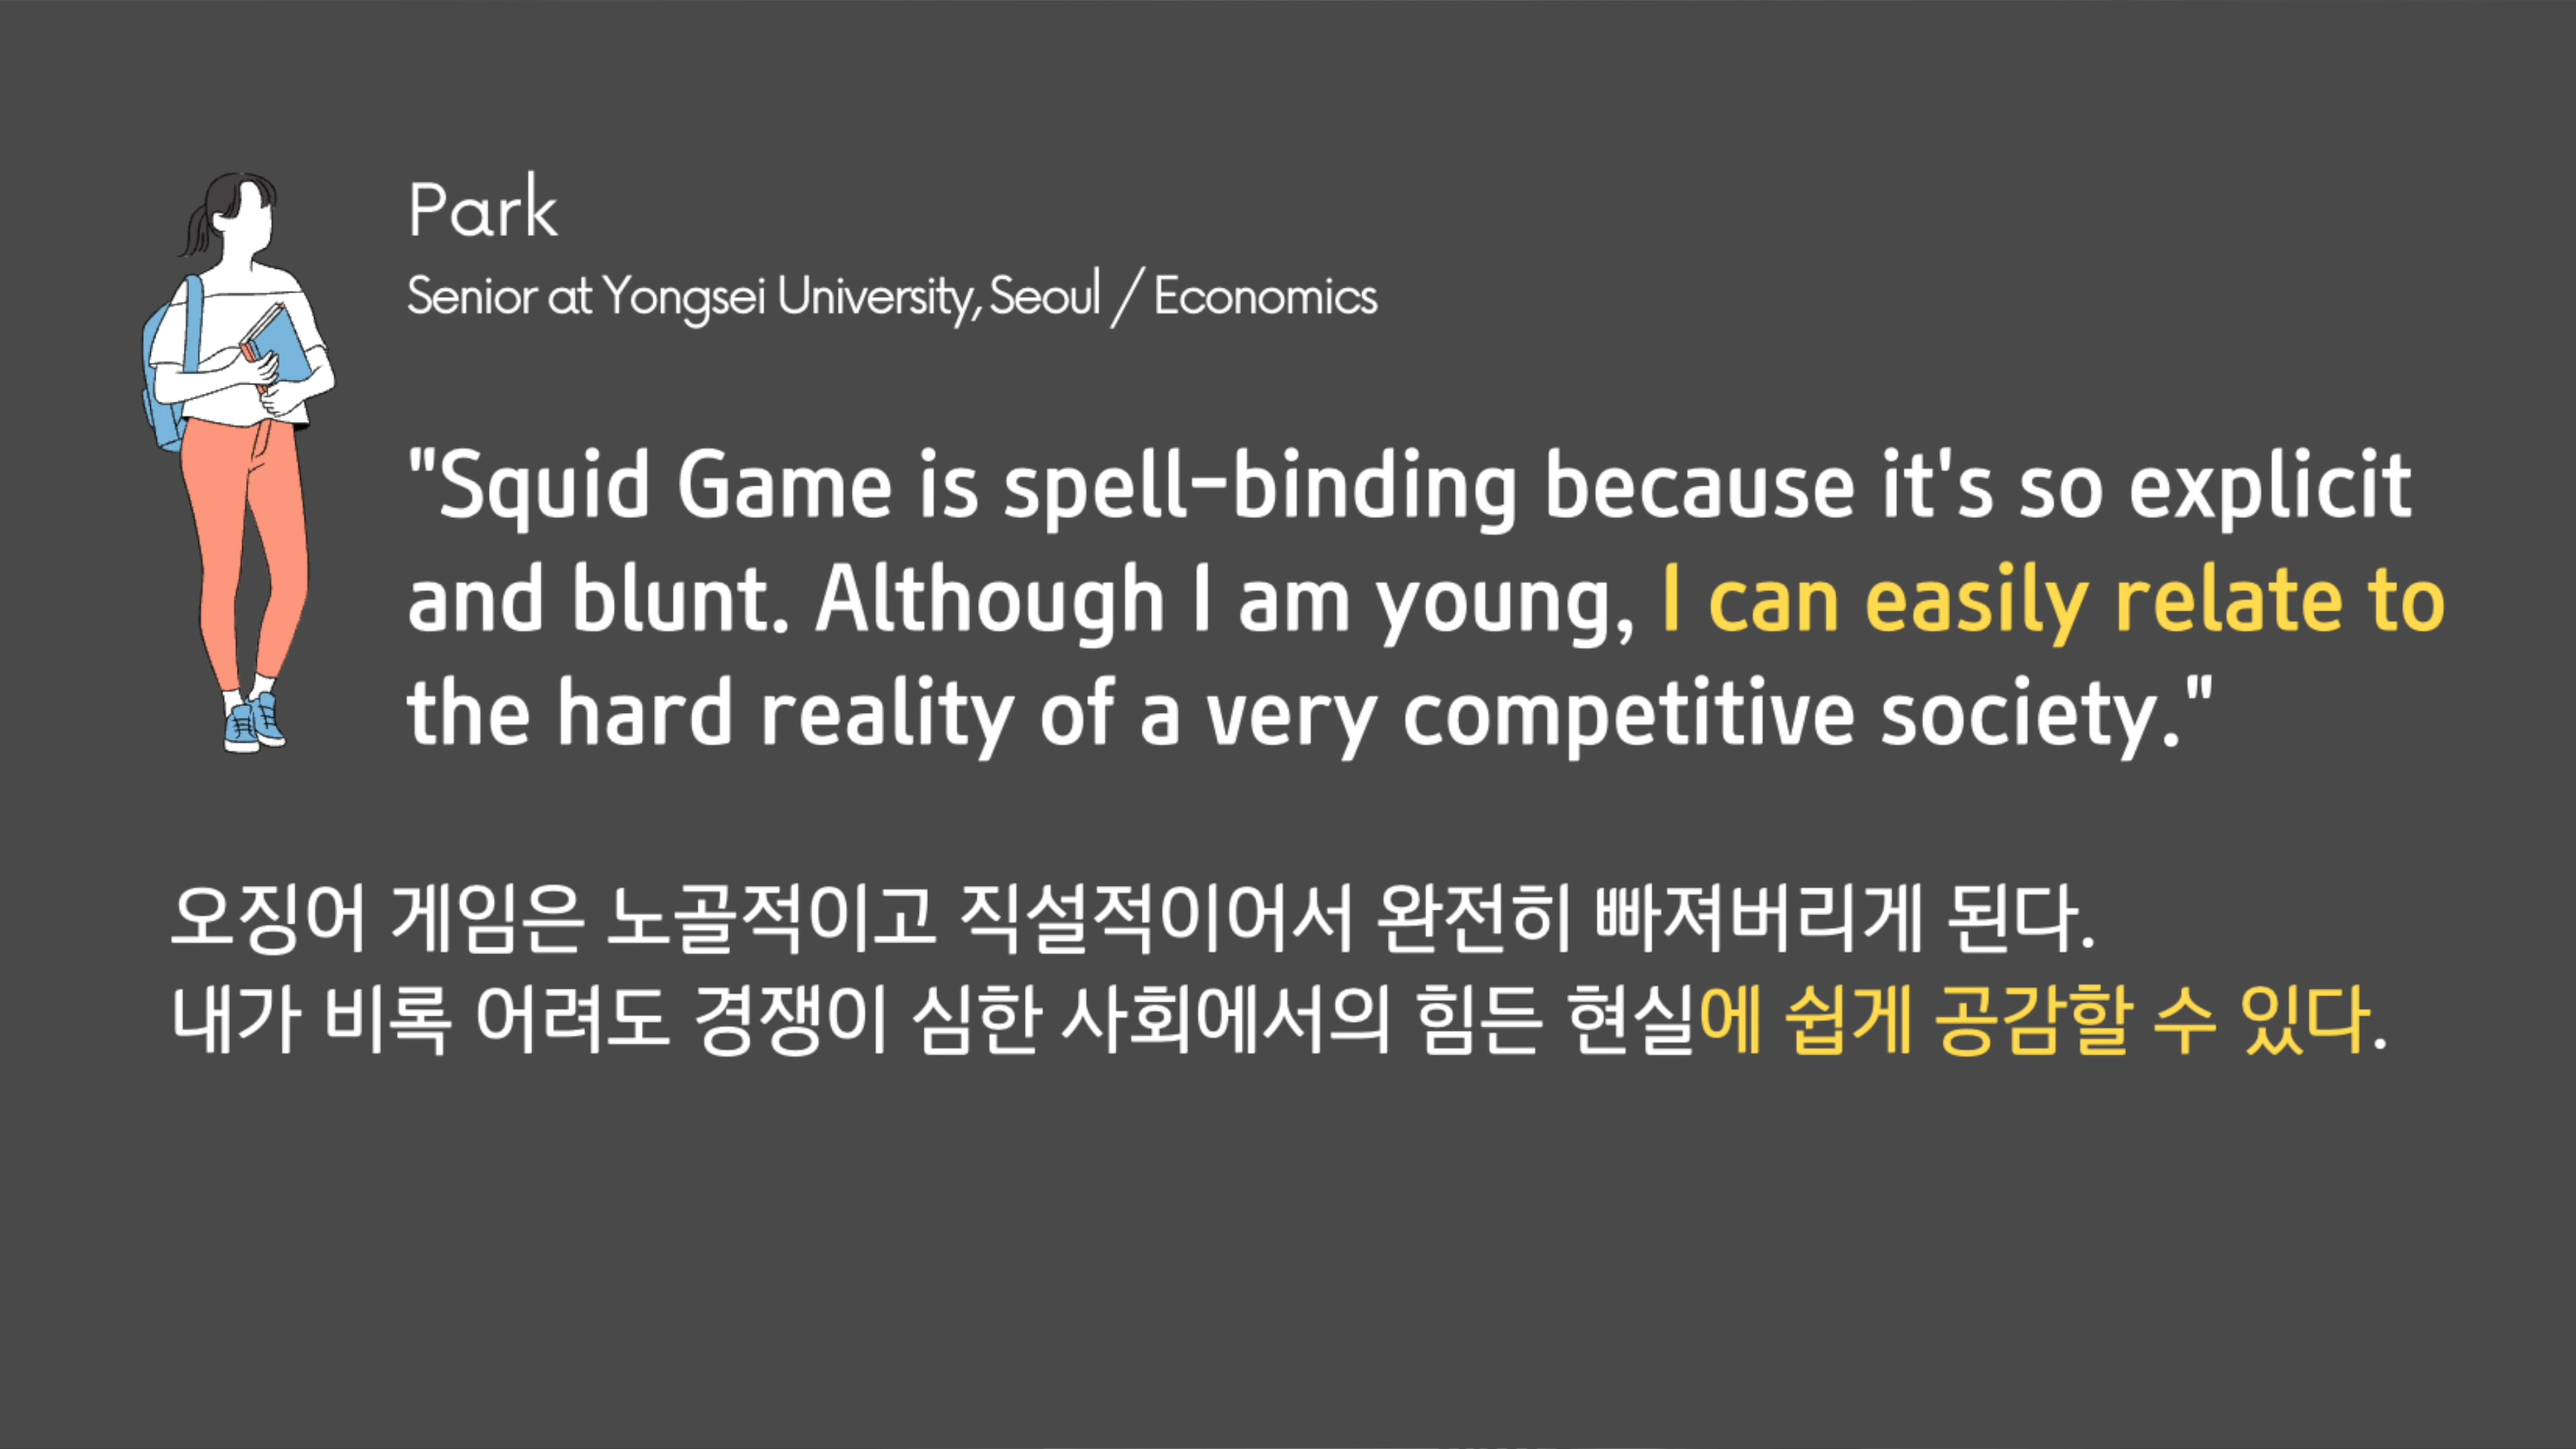 Park
Senior at Yongsei University, Seoul / Economics
"Squid Game is spell-binding because it's so explicit
and blunt. Although I am young, I can easily relate to
the hard reality of a very competitive society."
오징어 게임은 노골적이고 직설적이어서 완전히 빠져버리게 된다.
내가 비록 어려도 경쟁이 심한 사회에서의 힘든 현실에 쉽게 공감할 수 있다.